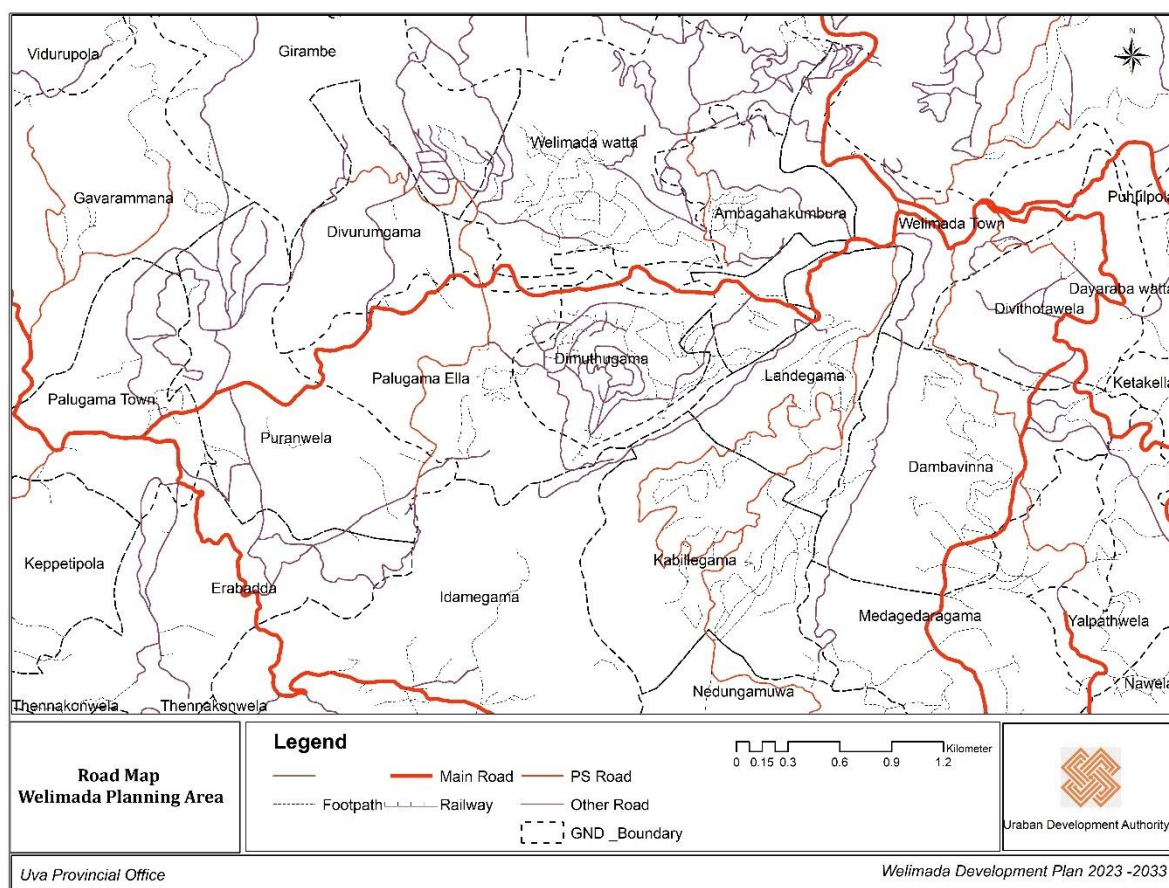 N
Vidurupola
Girambe
Welimada watta
Gavarammana
Divurumgama
Ambagahakumbura
Welimada Town
Puhulpola
Dayaraba watta
Divithotawela
Dimuthugama
Palugama Ella
Landegama
Ketakella
Palugama Town
Puranwela
Dambavinna
Keppetipola
Kabillegama
Erabadda
Idamegama
Medagedaragama
Yalpathwela
Nedungamuwa
Nawela
Thennakonwela
Thennakonwela
Road Map
Welimada Planning Area
Legend
Main Road
PS Road
Footpath
Railway
Other Road
GND _Boundary
Kilometer
0 0.15 0.3 0.6 0.9 1.2
Uraban Development Authority
Uva Provincial Office
Welimada Development Plan 2023 -2033